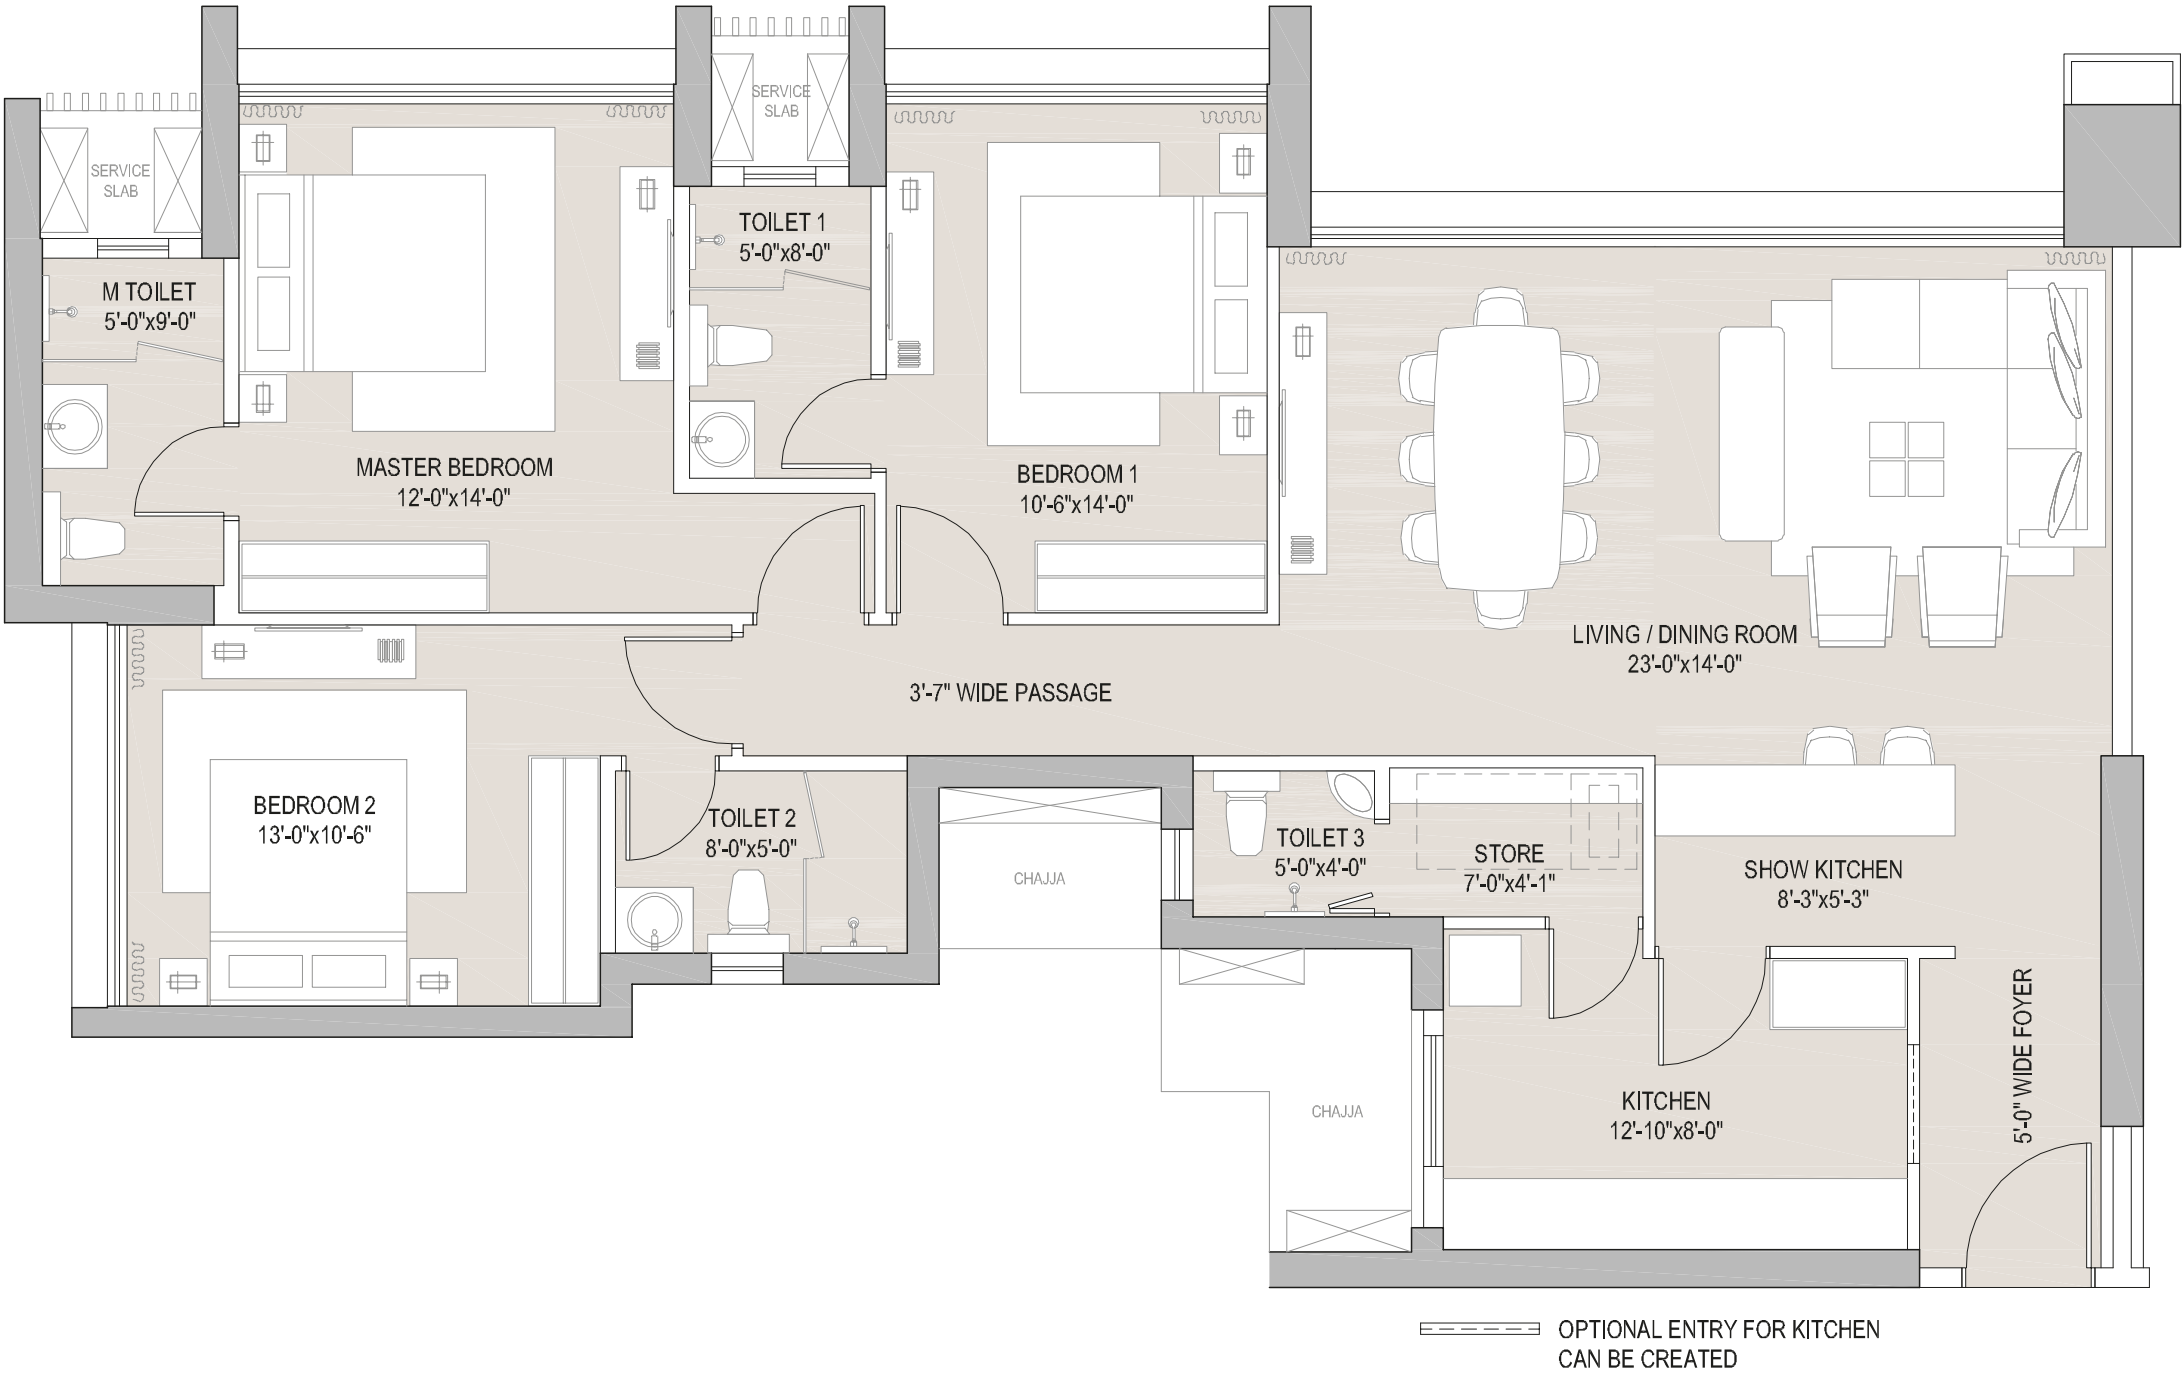 SERVICE
SLAB
SERVICE
SLAB
M TOILET
5'-0"x9'-0"
TOILET 1
5'-0"x8'-0"
MASTER BEDROOM
12'-0"x14'-0"
BEDROOM 1
10'-6"x14'-0"
LIVING / DINING ROOM
23'-0"x14'-0"
3'-7" WIDE PASSAGE
BEDROOM 2
13'-0"x10'-6"
TOILET 2
8'-0"x5'-0"
CHAJJA
TOILET 3
5'-0"x4'-0"
STORE
7'-0"x4'-1"
SHOW KITCHEN
8'-3"x5'-3"
CHAJJA
KITCHEN
12'-10"x8'-0"
5'-0" WIDE FOYER
OPTIONAL ENTRY FOR KITCHEN
CAN BE CREATED